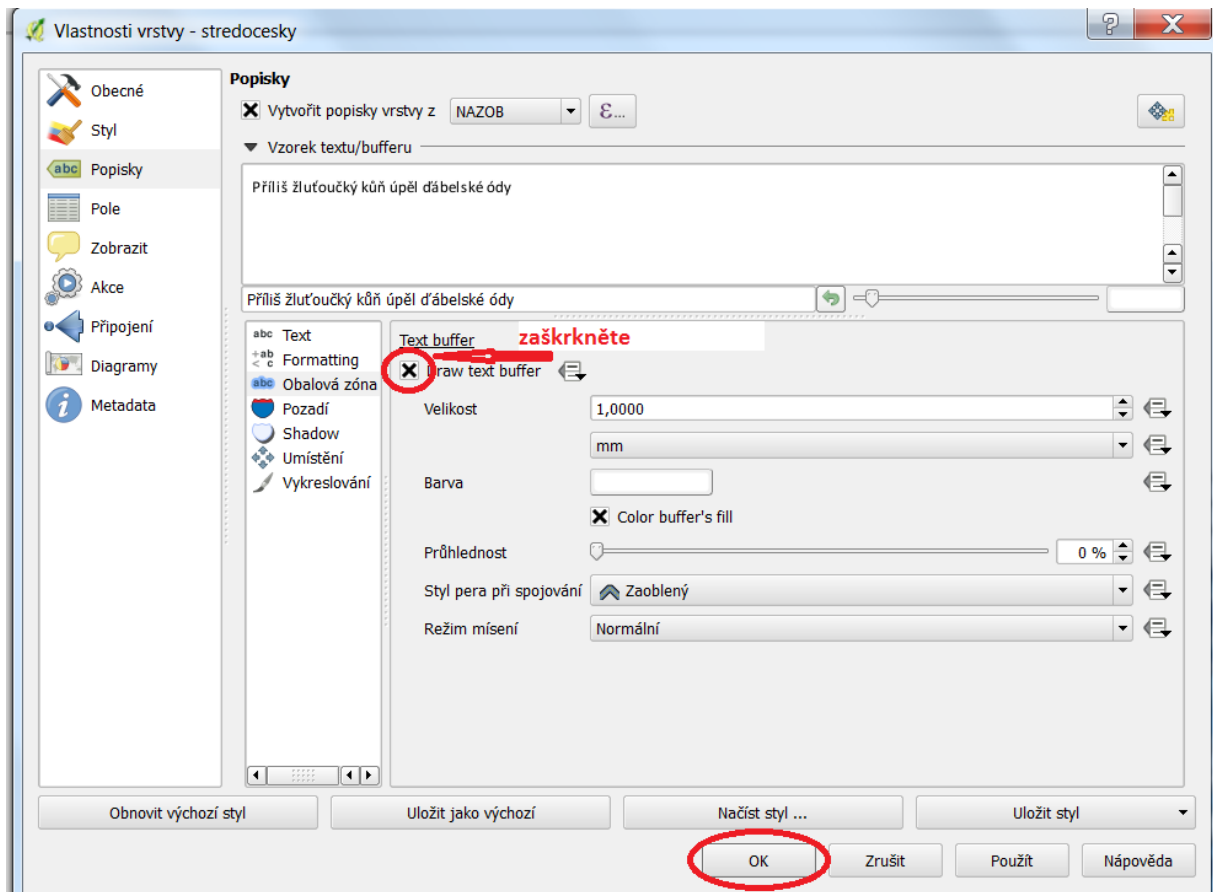 Vlastnosti vrstvy - stredocesky
Obecné
Styl
Popisky
Pole
Zobrazit
Akce
Připojení
Diagramy
Metadata
Popisky
Vytvořit popisky vrstvy z NAZOB ε...
Vzorek textu/bufferu
Příliš žluťoučký kůň úpěl ďábelské ódy
Příliš žluťoučký kůň úpěl ďábelské ódy
abc Text
+ab < c Formatting
abc Obalová zóna
Pozadí
Shadow
Umístění
Vykreslování
Text buffer zaškrkněte
Draw text buffer
Velikost 1,0000
mm
Barva
Color buffer's fill
Průhlednost 0 %
Styl pera při spojování Zaoblený
Režim mísení Normální
Obnovit výchozí styl Uložit jako výchozí Načíst styl ... Uložit styl
OK Zrušit Použít Nápověda